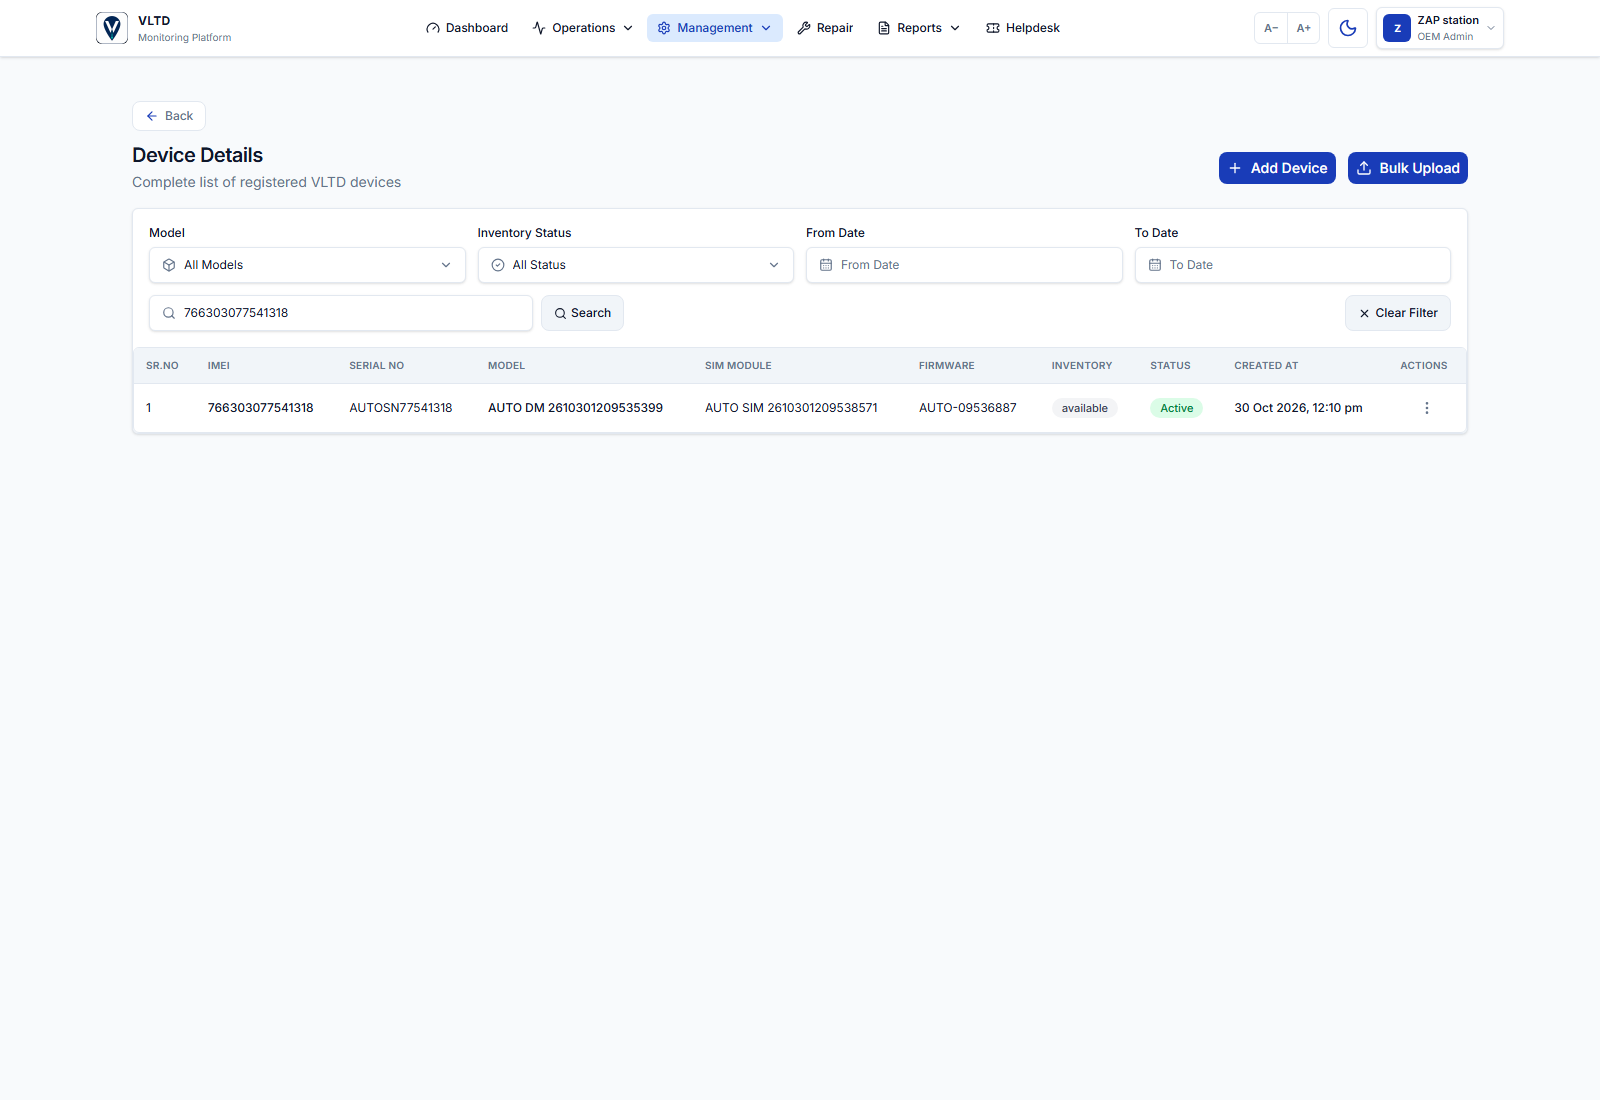 VLTD
Monitoring Platform
Dashboard
Operations
Management
Repair
Reports
Helpdesk
A−
A+
Z
ZAP station
OEM Admin
Back
Device Details
Complete list of registered VLTD devices
Add Device
Bulk Upload
Model
Inventory Status
From Date
To Date
All Models
All Status
From Date
To Date
766303077541318
Search
Clear Filter
SR.NO IMEI SERIAL NO MODEL SIM MODULE FIRMWARE INVENTORY STATUS CREATED AT ACTIONS
1 766303077541318 AUTOSN77541318 AUTO DM 2610301209535399 AUTO SIM 2610301209538571 AUTO-09536887 available Active 30 Oct 2026, 12:10 pm